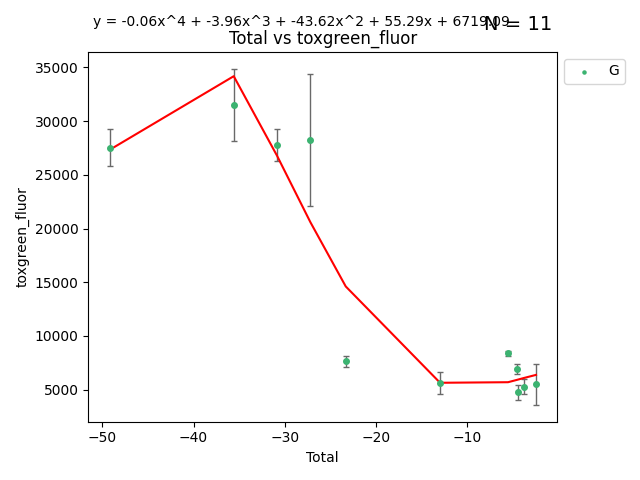 y = -0.06x^4 + -3.96x^3 + -43.62x^2 + 55.29x + 6719.09
N = 11
Total vs toxgreen_fluor
G
35000
30000
25000
20000
15000
10000
5000
toxgreen_fluor
−50 −40 −30 −20 −10
Total